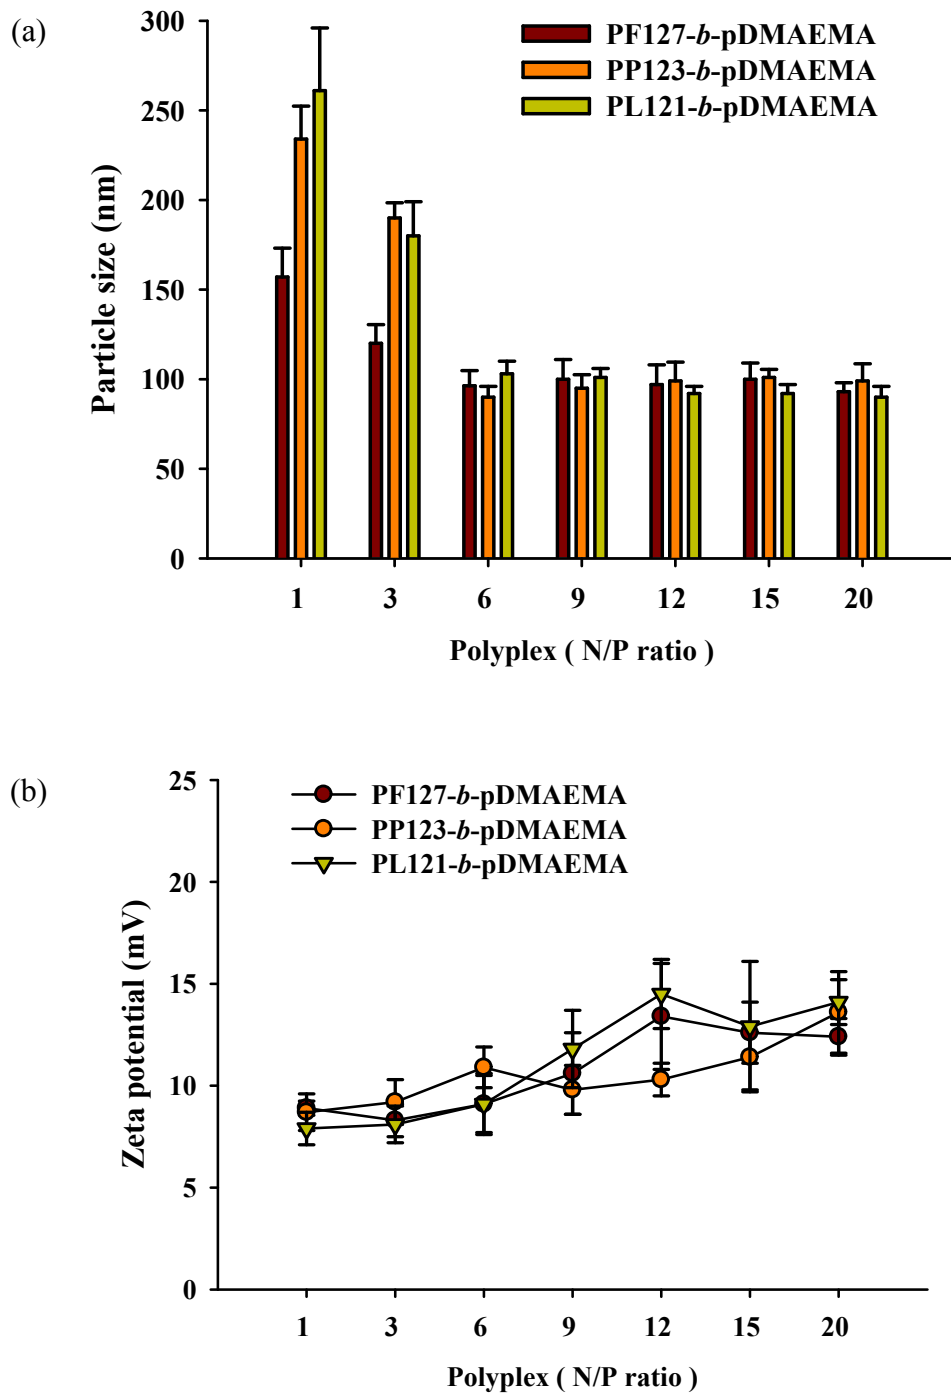 (a)
300
250
200
150
100
50
0
Particle size (nm)
PF127-b-pDMAEMA
PP123-b-pDMAEMA
PL121-b-pDMAEMA
1 3 6 9 12 15 20
Polyplex ( N/P ratio )
(b)
25
20
15
10
5
0
Zeta potential (mV)
PF127-b-pDMAEMA
PP123-b-pDMAEMA
PL121-b-pDMAEMA
1 3 6 9 12 15 20
Polyplex ( N/P ratio )